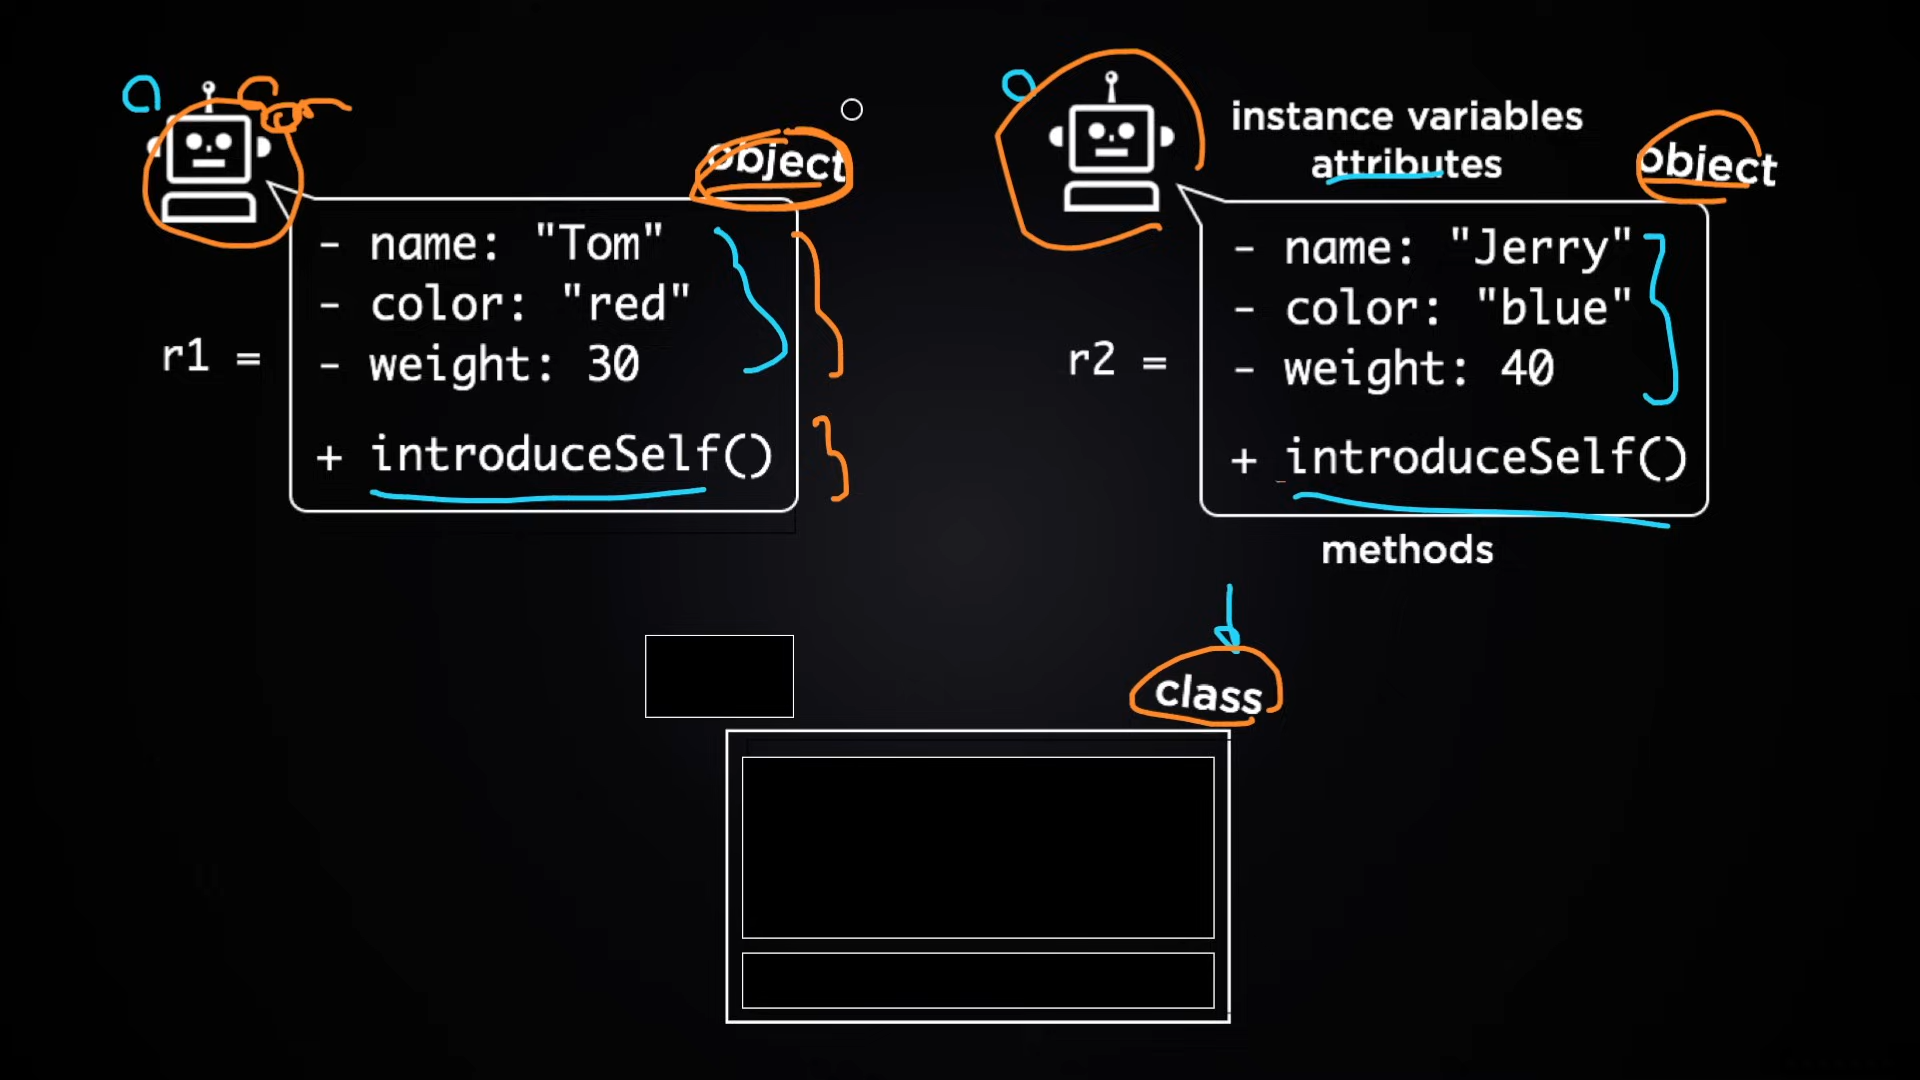 object
- name: "Tom"
- color: "red"
r1 =
- weight: 30
+ introduceSelf()
instance variables
attributes
object
- name: "Jerry"
- color: "blue"
r2 =
- weight: 40
+ introduceSelf()
methods
class